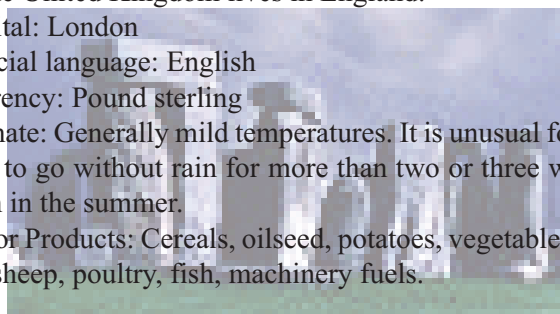 United Kingdom lives in England.
ital: London
cial language: English
rency: Pound sterling
nate: Generally mild temperatures. It is unusual f
to go without rain for more than two or three w
in the summer.
or Products: Cereals, oilseed, potatoes, vegetable
sheep, poultry, fish, machinery fuels.